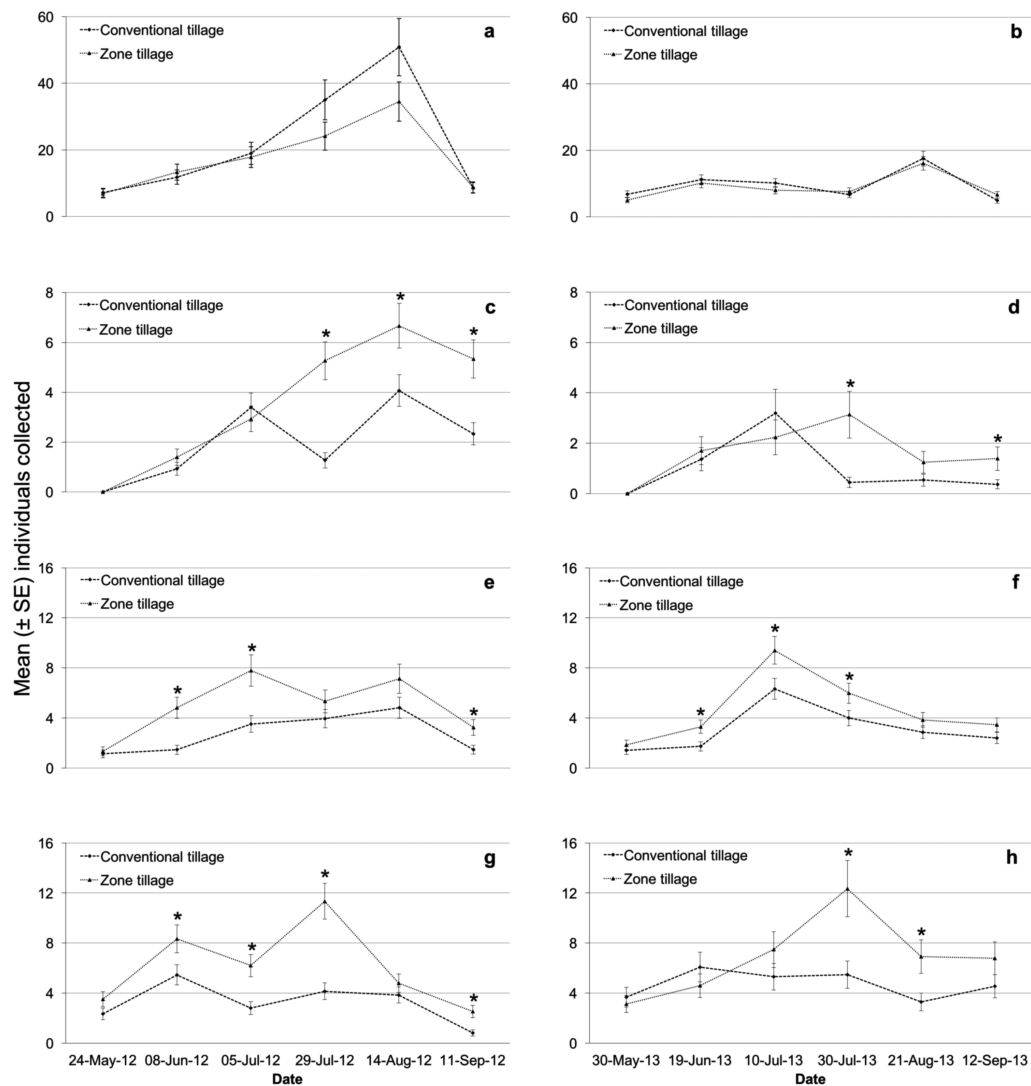 Mean (± SE) individuals collected
60
40
20
0
Conventional tillage
Zone tillage
a
60
40
20
0
Conventional tillage
Zone tillage
b
8
6
4
2
0
Conventional tillage
Zone tillage
c
*
*
*
8
6
4
2
0
Conventional tillage
Zone tillage
d
*
*
16
12
8
4
0
Conventional tillage
Zone tillage
e
*
*
*
16
12
8
4
0
Conventional tillage
Zone tillage
f
*
*
*
16
12
8
4
0
Conventional tillage
Zone tillage
g
*
*
*
*
24-May-12 08-Jun-12 05-Jul-12 29-Jul-12 14-Aug-12 11-Sep-12
Date
16
12
8
4
0
Conventional tillage
Zone tillage
h
*
*
30-May-13 19-Jun-13 10-Jul-13 30-Jul-13 21-Aug-13 12-Sep-13
Date